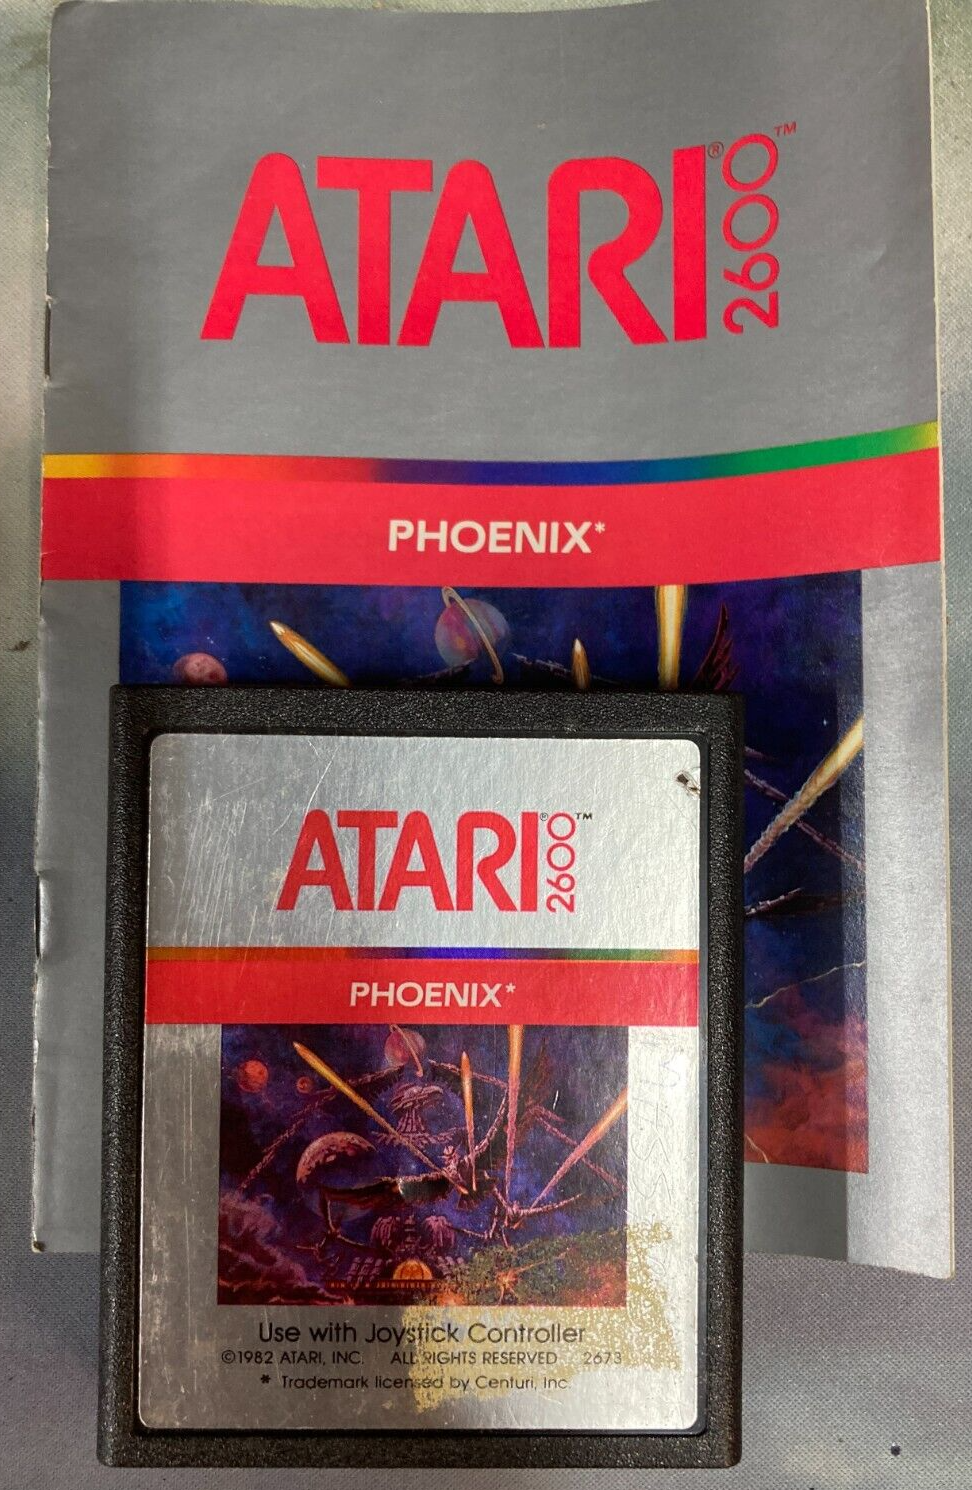 ATARI® 2600™
PHOENIX*
ATARI® 2600™
PHOENIX*
Use with Joystick Controller
©1982 ATARI, INC. ALL RIGHTS RESERVED 2673
* Trademark licensed by Centuri, Inc.